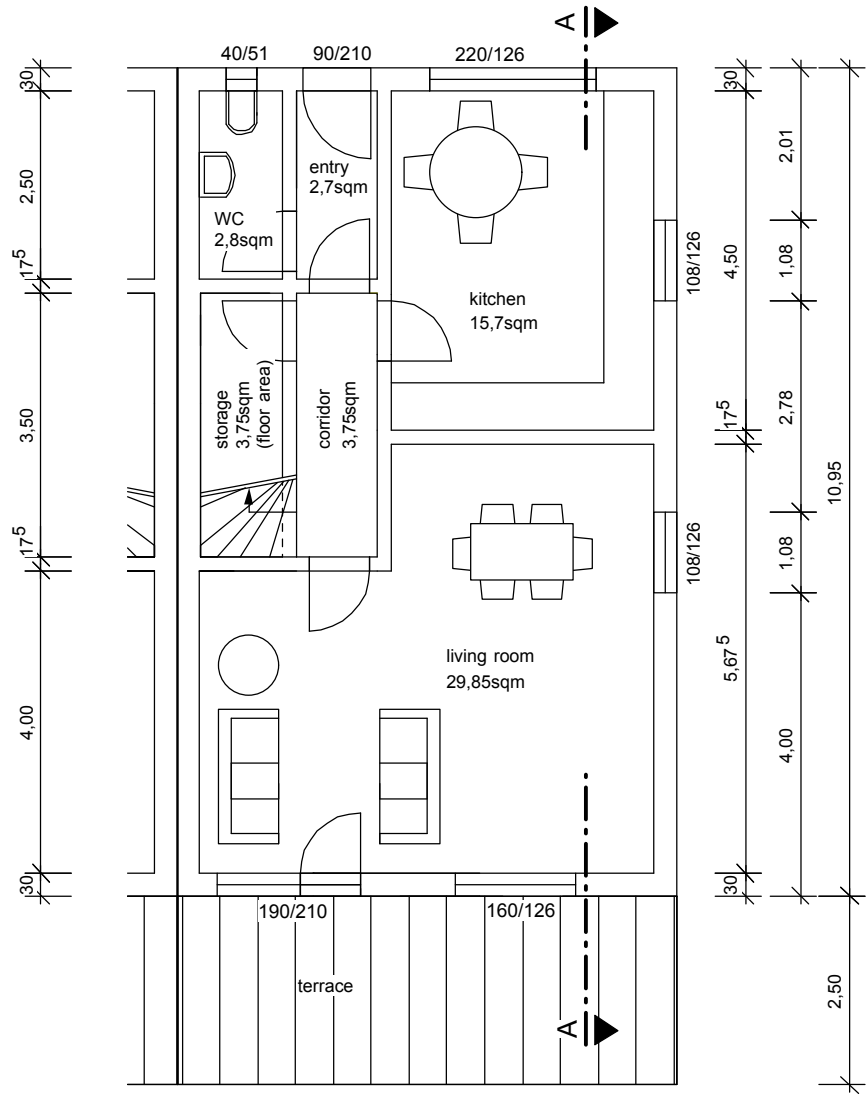 A
40/51
90/210
220/126
30
2,50
17⁵
3,50
17⁵
4,00
30
entry
2,7sqm
WC
2,8sqm
kitchen
15,7sqm
storage
3,75sqm
(floor area)
corridor
3,75sqm
living room
29,85sqm
108/126
108/126
30
4,50
17⁵
5,67⁵
30
2,01
1,08
2,78
1,08
4,00
10,95
2,50
190/210
160/126
terrace
A